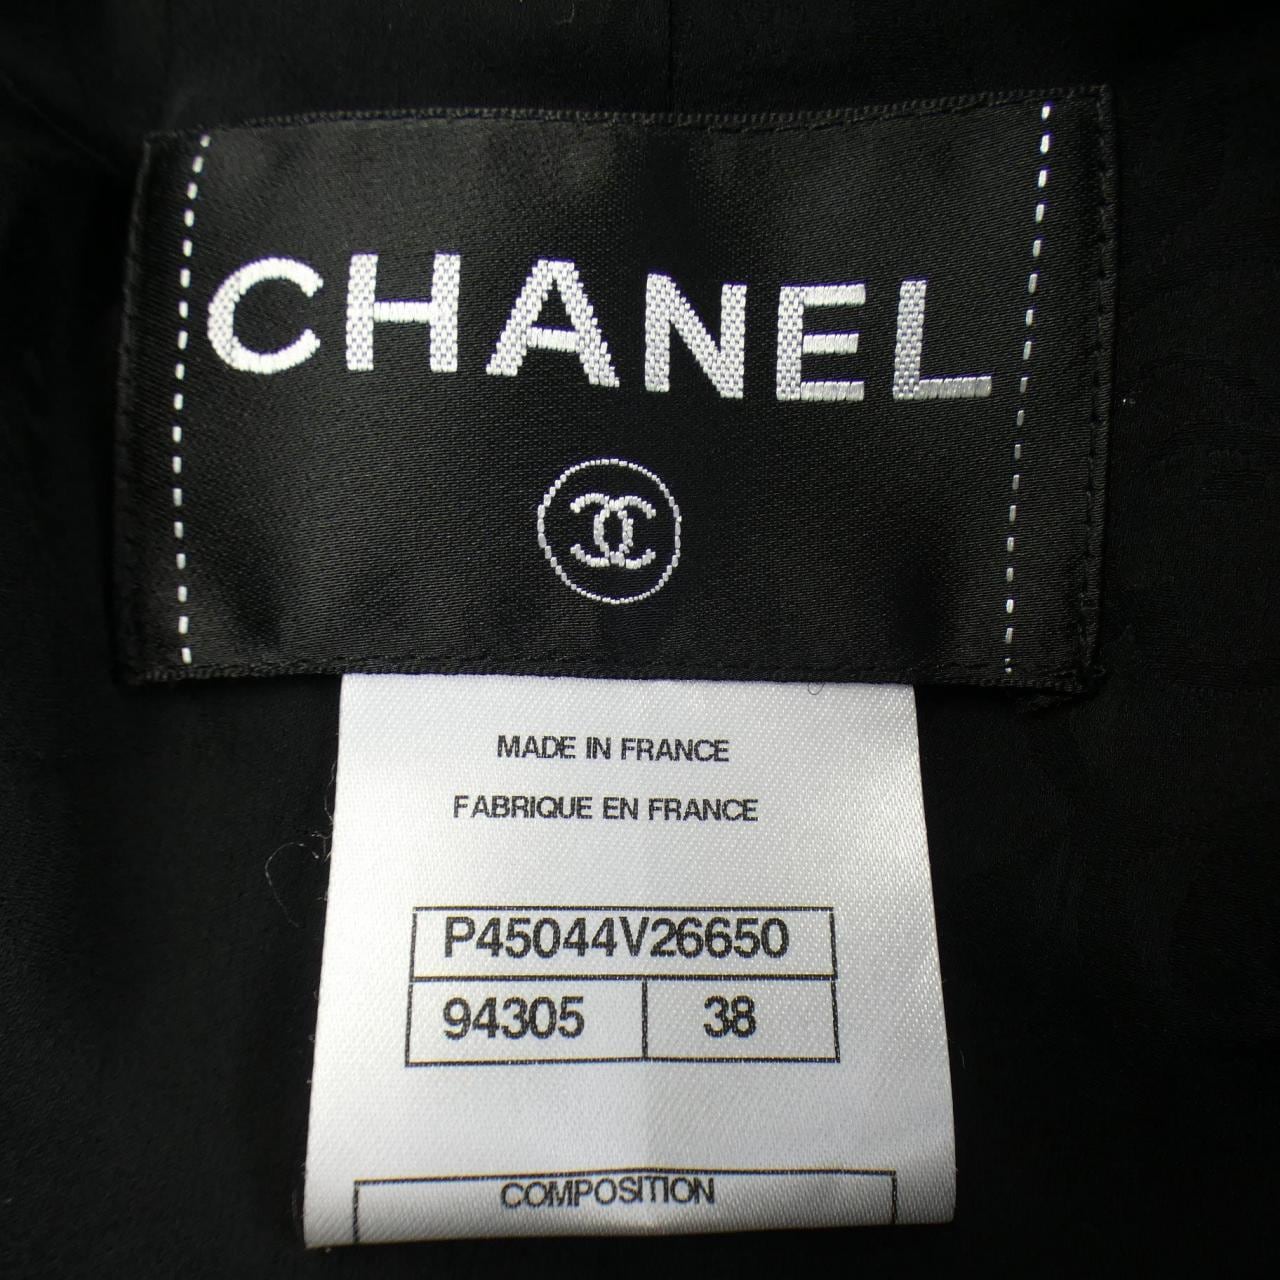 CHANEL
MADE IN FRANCE
FABRIQUE EN FRANCE
P45044V26650
94305 38
COMPOSITION